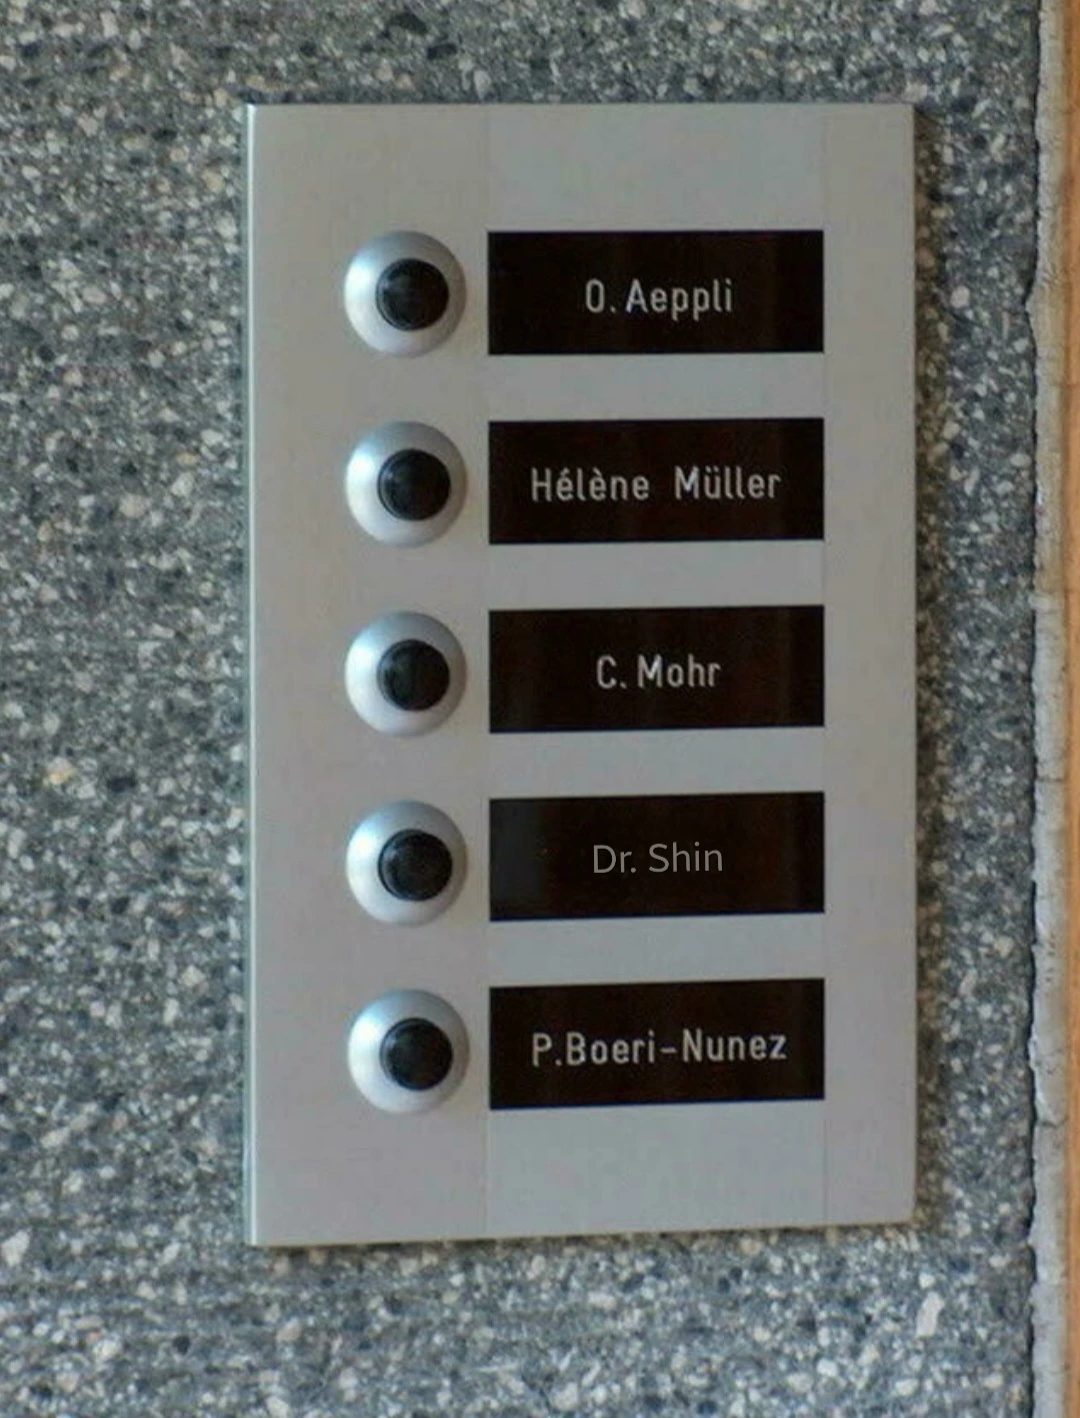 O. Aeppli
Hélène Müller
C. Mohr
Dr. Shin
P.Boeri-Nunez